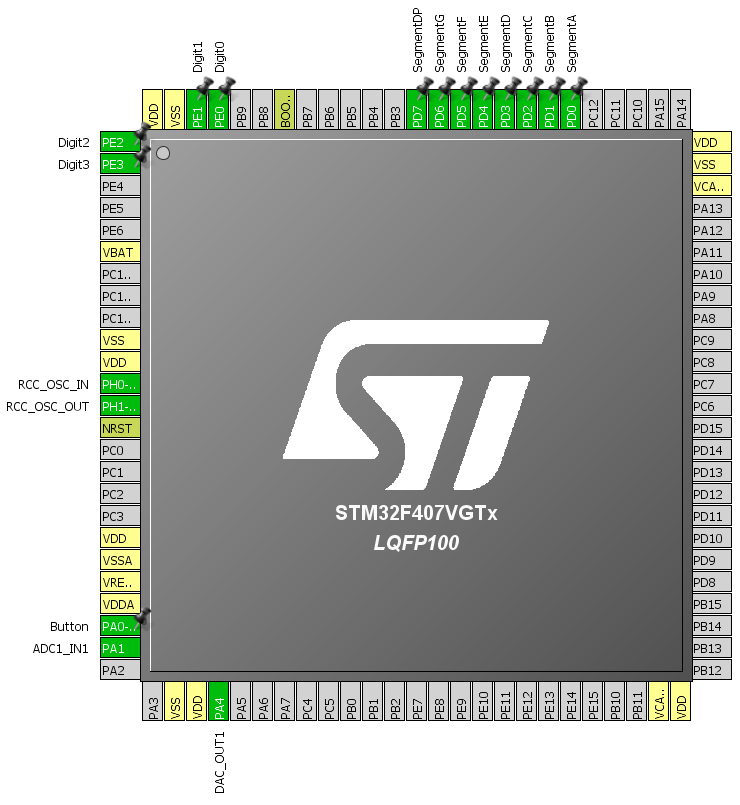 Digit1
Digit0
SegmentDP
SegmentG
SegmentF
SegmentE
SegmentD
SegmentC
SegmentB
SegmentA
VDD
VSS
PE1
PE0
PB9
PB8
BOO..
PB7
PB6
PB5
PB4
PB3
PD7
PD6
PD5
PD4
PD3
PD2
PD1
PD0
PC12
PC11
PC10
PA15
PA14
Digit2 PE2
Digit3 PE3
PE4
PE5
PE6
VBAT
PC1..
PC1..
PC1..
VSS
VDD
RCC_OSC_IN PH0-..
RCC_OSC_OUT PH1-..
NRST
PC0
PC1
PC2
PC3
VDD
VSSA
VRE..
VDDA
Button PA0-..
ADC1_IN1 PA1
PA2
ST
STM32F407VGTx
LQFP100
VDD
VSS
VCA..
PA13
PA12
PA11
PA10
PA9
PA8
PC9
PC8
PC7
PC6
PD15
PD14
PD13
PD12
PD11
PD10
PD9
PD8
PB15
PB14
PB13
PB12
PA3
VSS
VDD
PA4
PA5
PA6
PA7
PC4
PC5
PB0
PB1
PB2
PE7
PE8
PE9
PE10
PE11
PE12
PE13
PE14
PE15
PB10
PB11
VCA..
VDD
DAC_OUT1